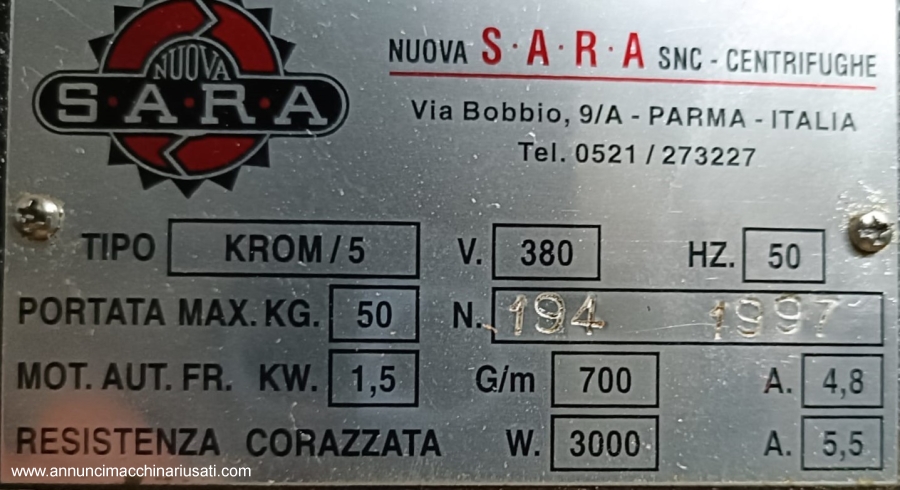 NUOVA
S·A·R·A
NUOVA S·A·R·A SNC - CENTRIFUGHE
Via Bobbio, 9/A - PARMA - ITALIA
Tel. 0521 / 273227
TIPO KROM / 5 V. 380 HZ. 50
PORTATA MAX. KG. 50 N. 194 1997
MOT. AUT. FR. KW. 1,5 G/m 700 A. 4,8
RESISTENZA CORAZZATA W. 3000 A. 5,5
www.annuncimacchinariusati.com